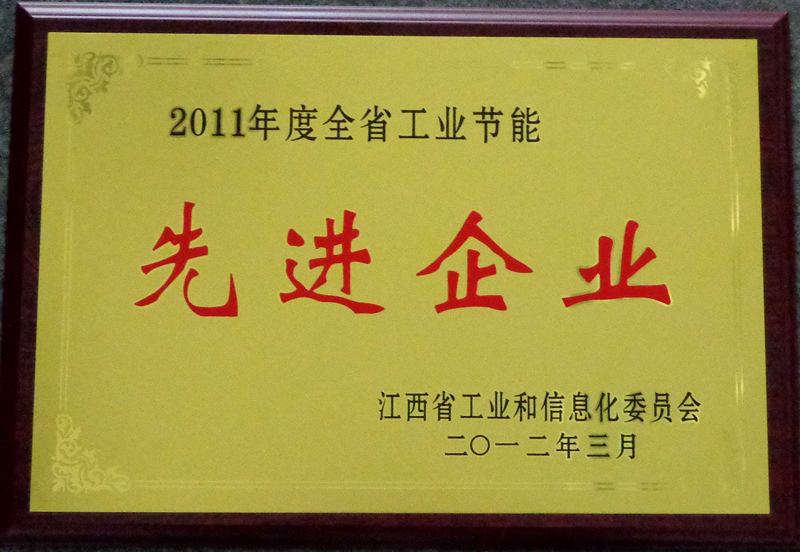 2011年度全省工业节能
先进企业
江西省工业和信息化委员会
二〇一二年三月